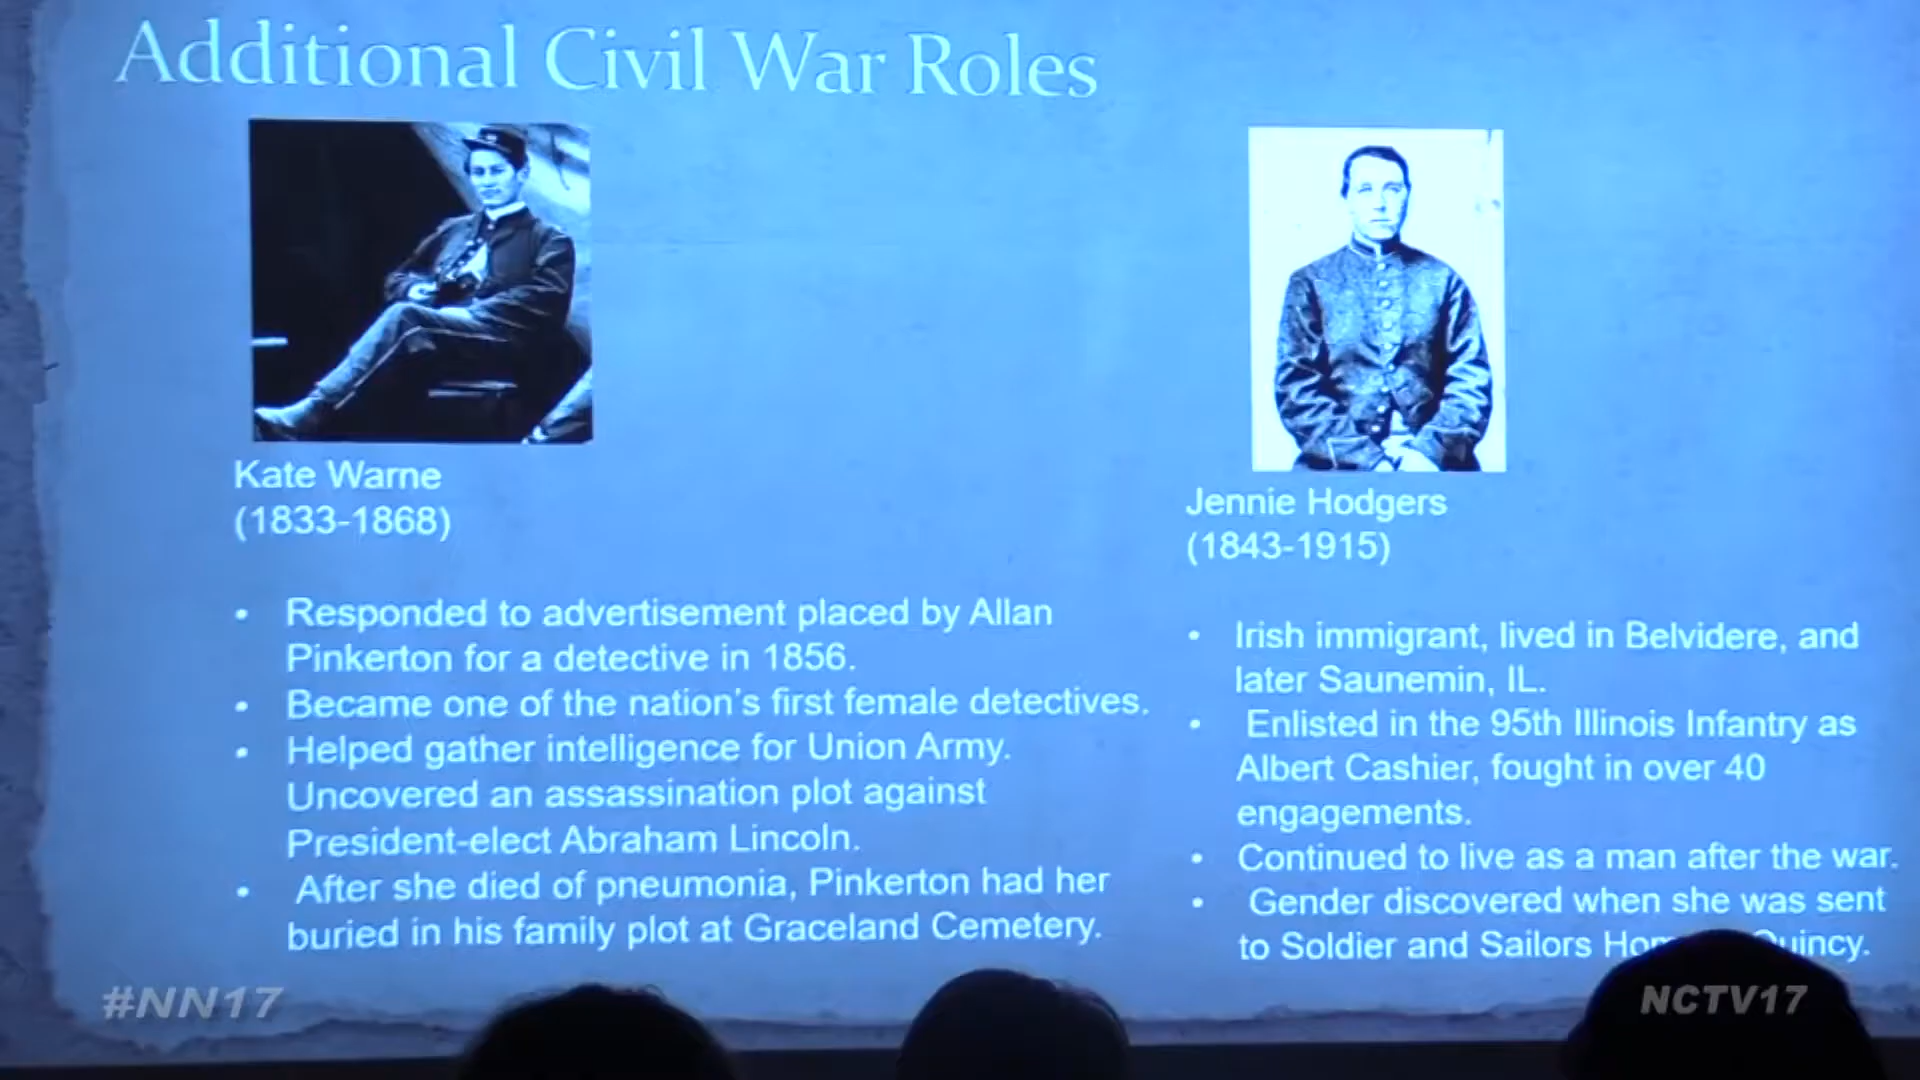 Additional Civil War Roles
Kate Warne
(1833-1868)
• Responded to advertisement placed by Allan
Pinkerton for a detective in 1856.
• Became one of the nation's first female detectives.
• Helped gather intelligence for Union Army.
Uncovered an assassination plot against
President-elect Abraham Lincoln.
• After she died of pneumonia, Pinkerton had her
buried in his family plot at Graceland Cemetery.
Jennie Hodgers
(1843-1915)
• Irish immigrant, lived in Belvidere, and
later Saunemin, IL.
• Enlisted in the 95th Illinois Infantry as
Albert Cashier, fought in over 40
engagements.
• Continued to live as a man after the war.
• Gender discovered when she was sent
to Soldier and Sailors
#NN17
NCTV17